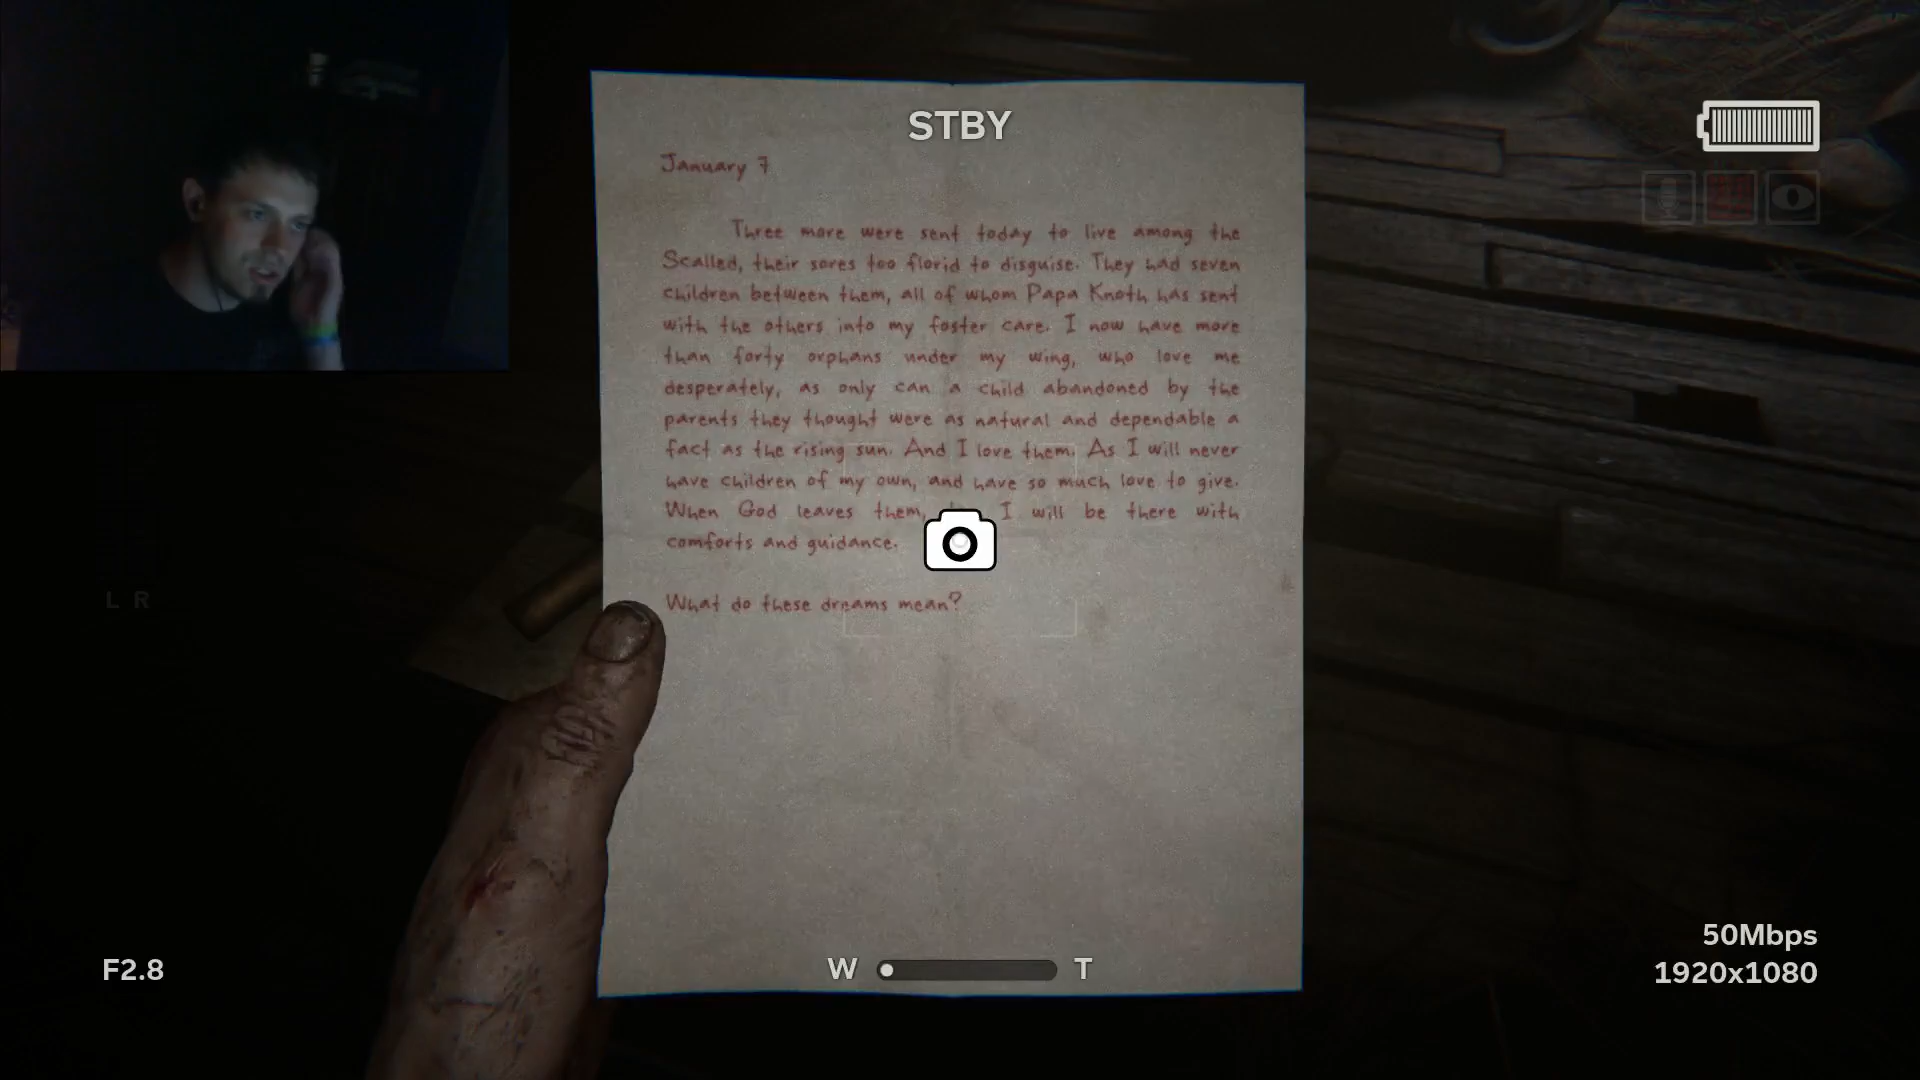 STBY
January 7
Three more were sent today to live among the
Scalled, their sores too florid to disguise. They had seven
children between them, all of whom Papa Knoth has sent
with the others into my foster care. I now have more
than forty orphans under my wing, who love me
desperately, as only can a child abandoned by the
parents they thought were as natural and dependable a
fact as the rising sun. And I love them. As I will never
have children of my own, and have so much love to give.
When God leaves them, I will be there with
comforts and guidance.
What do these dreams mean?
L R
F2.8
W T
50Mbps
1920x1080